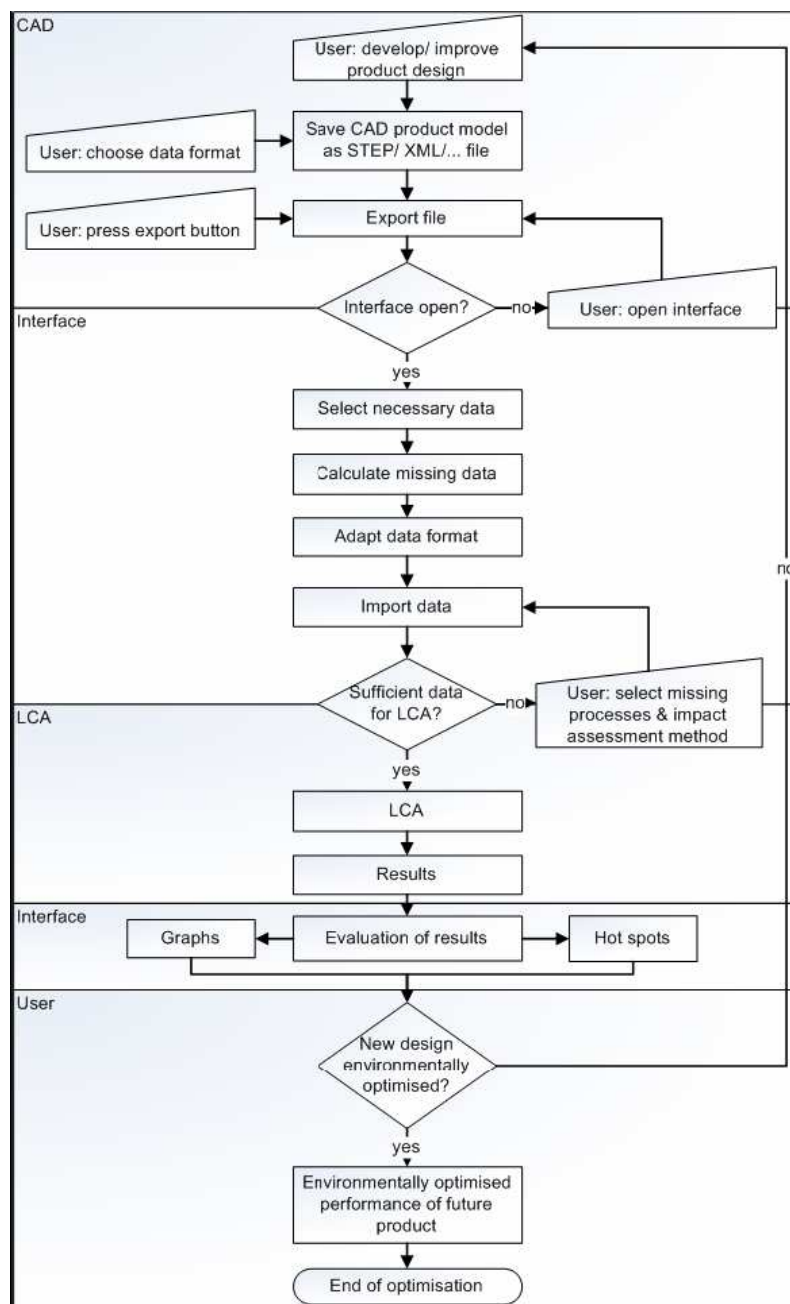 CAD
User: develop/ improve
product design
Save CAD product model
as STEP/ XML/... file
User: choose data format
User: press export button
Export file
Interface open?
no
User: open interface
Interface
yes
Select necessary data
Calculate missing data
Adapt data format
no
Import data
Sufficient data
for LCA?
no
User: select missing
processes & impact
assessment method
LCA
yes
LCA
Results
Interface
Graphs
Evaluation of results
Hot spots
User
New design
environmentally
optimised?
yes
Environmentally optimised
performance of future
product
End of optimisation